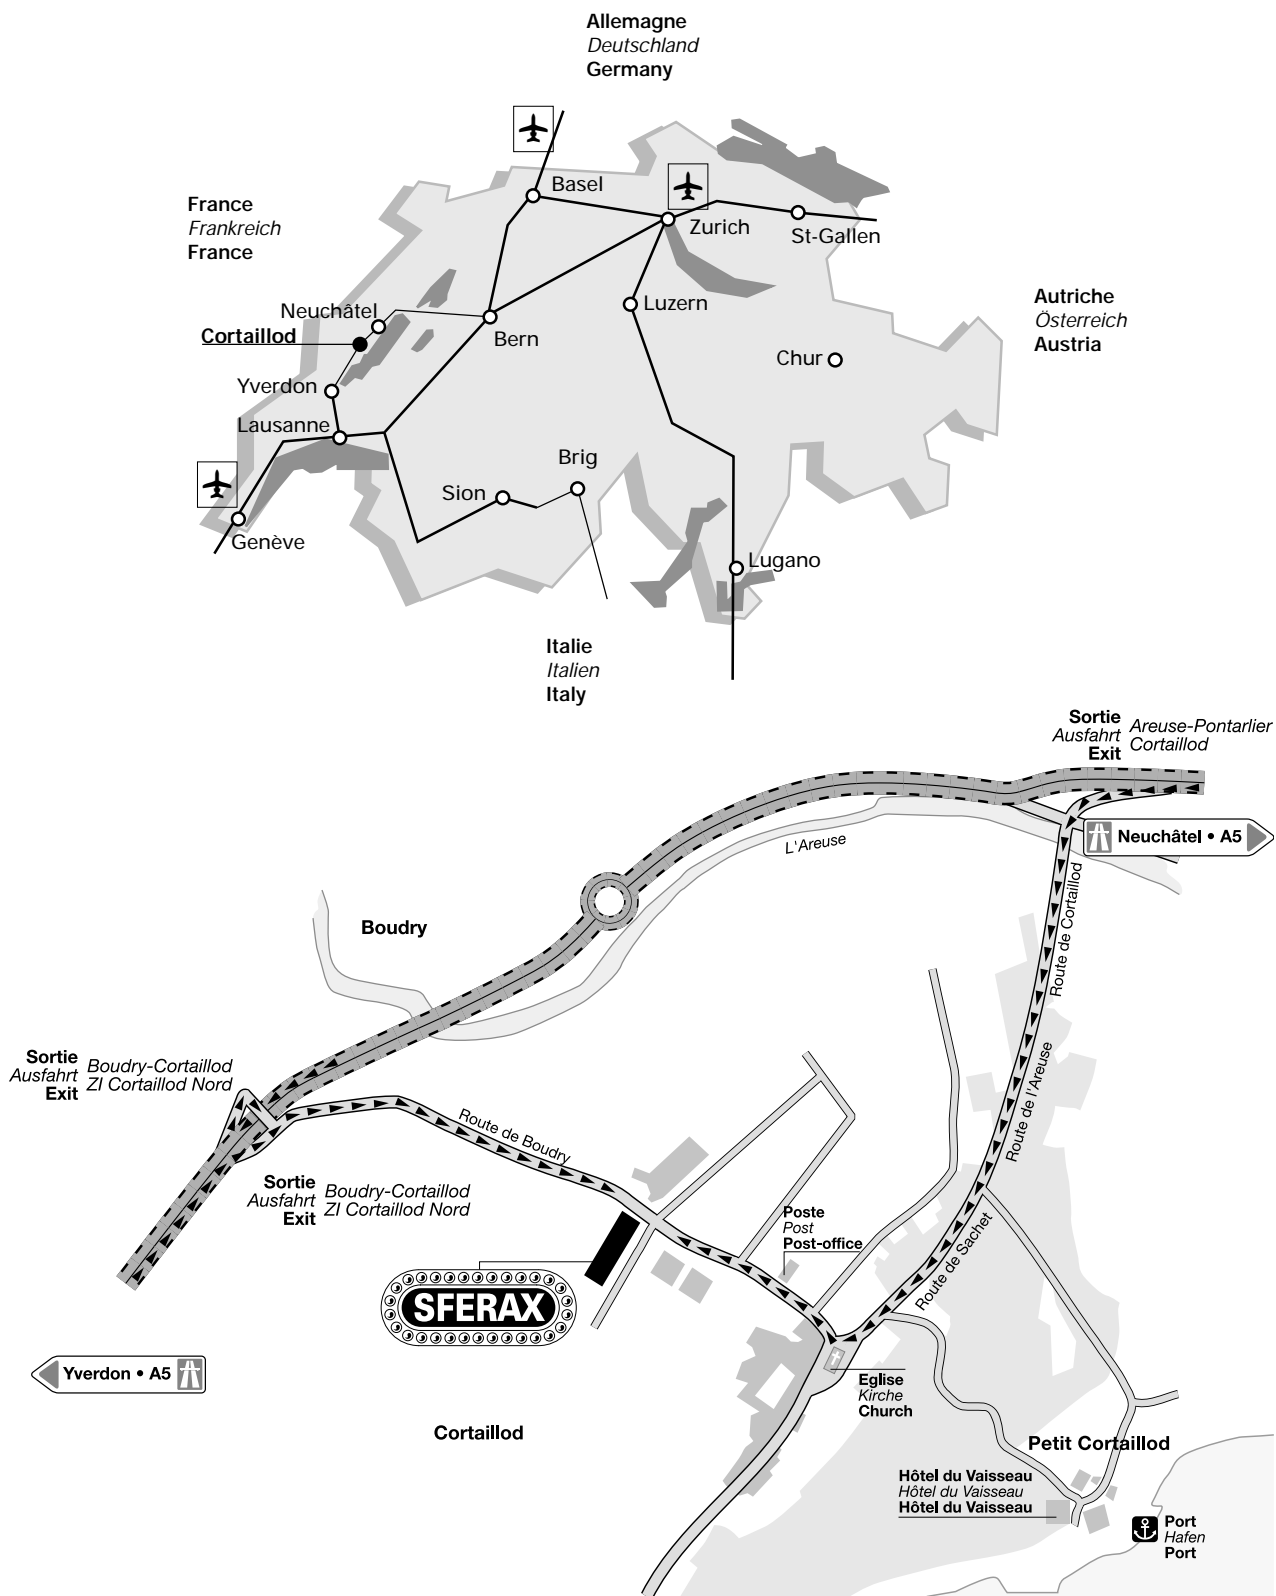 Allemagne
Deutschland
Germany
Basel
Zurich
St-Gallen
France
Frankreich
France
Neuchâtel
Cortaillod
Bern
Luzern
Autriche
Österreich
Austria
Chur
Yverdon
Lausanne
Brig
Sion
Genève
Lugano
Italie
Italien
Italy
Sortie
Ausfahrt
Exit
Areuse-Pontarlier
Cortaillod
Neuchâtel • A5
L'Areuse
Route de Cortaillod
Boudry
Sortie
Ausfahrt
Exit
Boudry-Cortaillod
ZI Cortaillod Nord
Route de l'Areuse
Route de Boudry
Sortie
Ausfahrt
Exit
Boudry-Cortaillod
ZI Cortaillod Nord
Poste
Post
Post-office
Route de Sachet
SFERAX
Yverdon • A5
Eglise
Kirche
Church
Cortaillod
Petit Cortaillod
Hôtel du Vaisseau
Hôtel du Vaisseau
Hôtel du Vaisseau
Port
Hafen
Port